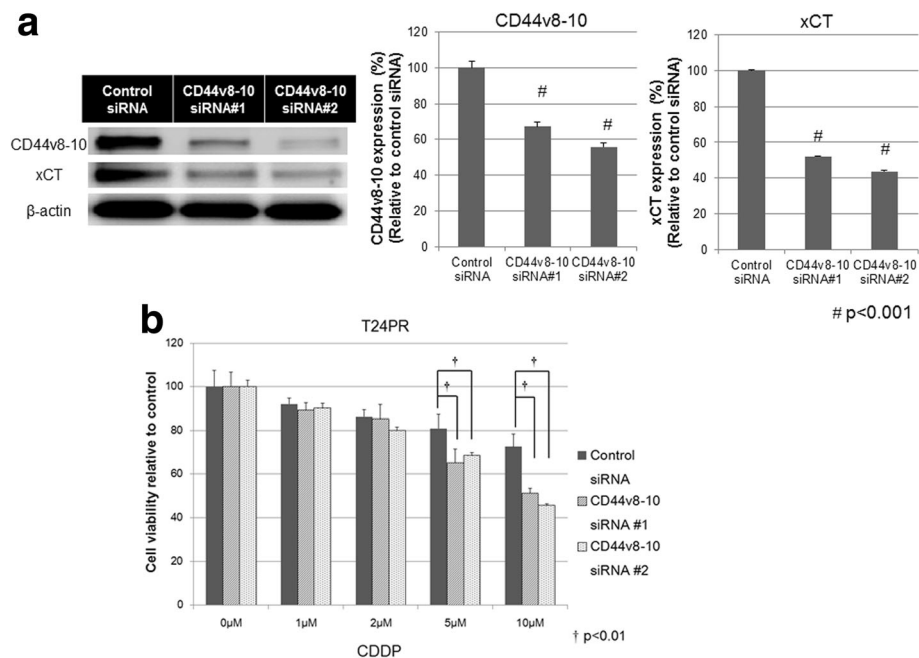 a
Control
siRNA
CD44v8-10
siRNA#1
CD44v8-10
siRNA#2
CD44v8-10
xCT
β-actin
CD44v8-10
CD44v8-10 expression (%)
(Relative to control siRNA)
120
100
80
60
40
20
0
#
#
Control
siRNA
CD44v8-10
siRNA#1
CD44v8-10
siRNA#2
xCT
xCT expression (%)
(Relative to control siRNA)
120
100
80
60
40
20
0
#
#
Control
siRNA
CD44v8-10
siRNA#1
CD44v8-10
siRNA#2
# p<0.001
b
T24PR
Cell viability relative to control
120
100
80
60
40
20
0
†
†
†
†
0µM
1µM
2µM
5µM
10µM
CDDP
Control
siRNA
CD44v8-10
siRNA #1
CD44v8-10
siRNA #2
† p<0.01